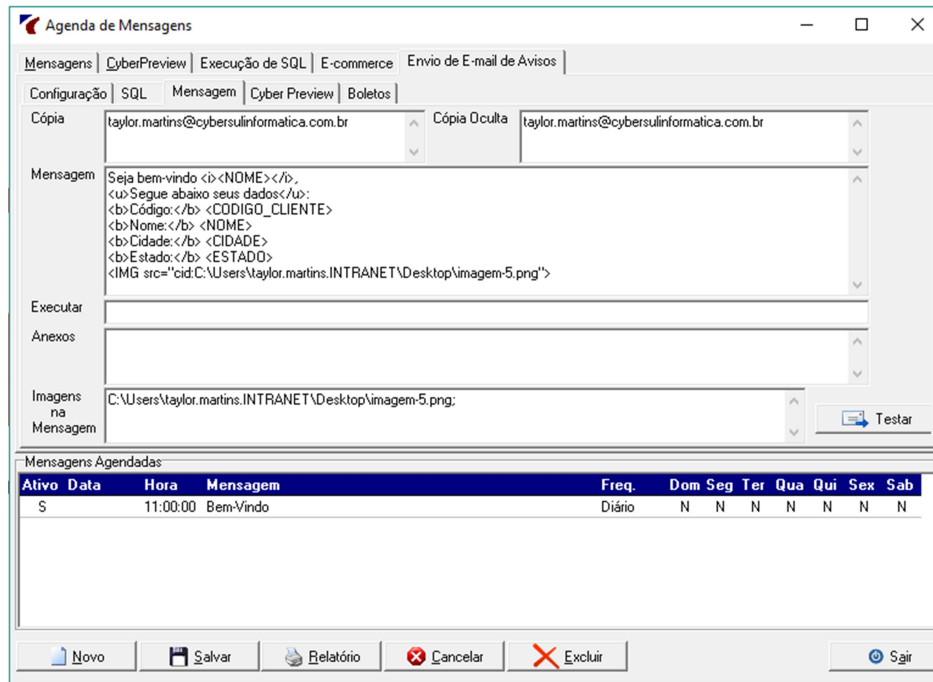 Agenda de Mensagens
Mensagens CyberPreview Execução de SQL E-commerce Envio de E-mail de Avisos
Configuração SQL Mensagem Cyber Preview Boletos
Cópia taylor.martins@cybersulinformatica.com.br Cópia Oculta taylor.martins@cybersulinformatica.com.br
Mensagem Seja bem-vindo <i><NOME></i>,
<u>Segue abaixo seus dados</u>:
<b>Código:</b> <CODIGO_CLIENTE>
<b>Nome:</b> <NOME>
<b>Cidade:</b> <CIDADE>
<b>Estado:</b> <ESTADO>
<IMG src="cid:C:\Users\taylor.martins.INTRANET\Desktop\imagem-5.png">
Executar
Anexos
Imagens na Mensagem C:\Users\taylor.martins.INTRANET\Desktop\imagem-5.png;
Testar
Mensagens Agendadas
Ativo Data Hora Mensagem Freq. Dom Seg Ter Qua Qui Sex Sab
S 11:00:00 Bem-Vindo Diário N N N N N N N
Novo Salvar Relatório Cancelar Excluir Sair